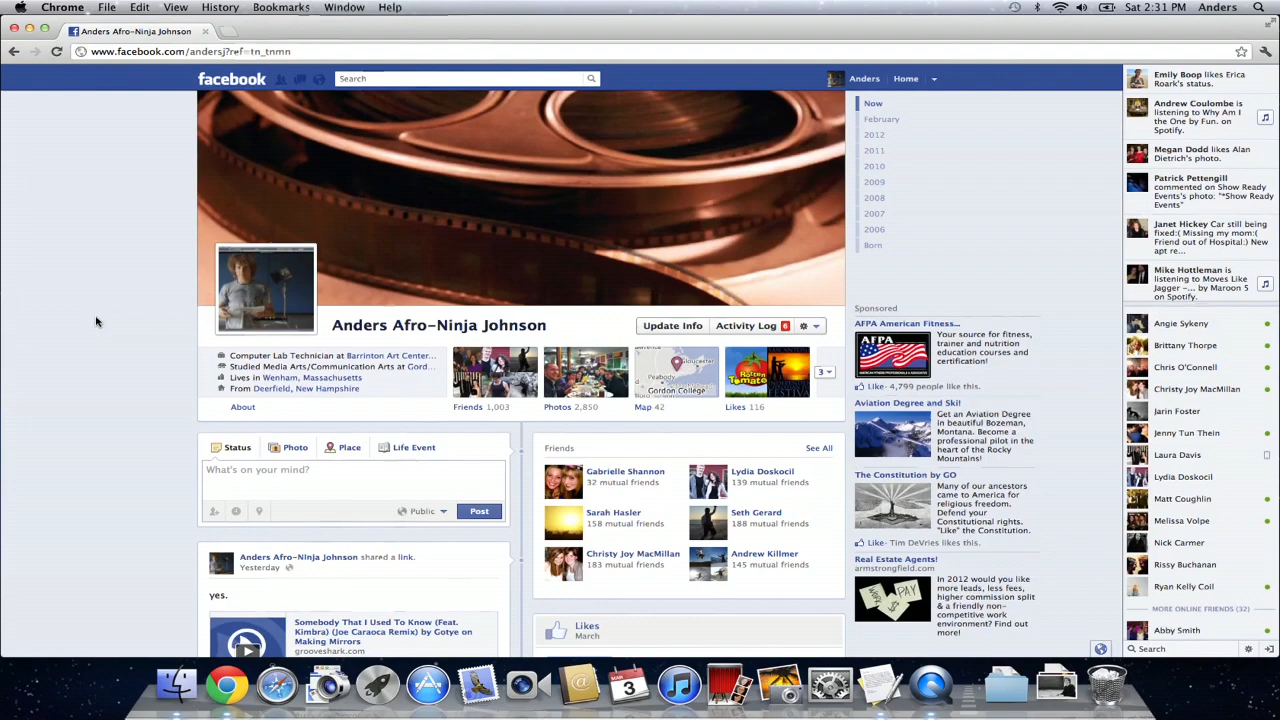 Chrome File Edit View History Bookmarks Window Help
Sat 2:31 PM Anders
Anders Afro-Ninja Johnson
www.facebook.com/andersj?ref=tn_tnmn
facebook
Search
Anders Home
Now
February
2012
2011
2010
2009
2008
2007
2006
Born
Anders Afro-Ninja Johnson
Update Info
Activity Log 6
Computer Lab Technician at Barrinton Art Center...
Studied Media Arts/Communication Arts at Gord...
Lives in Wenham, Massachusetts
From Deerfield, New Hampshire
About
Friends 1,003
Photos 2,850
Gloucester
Peabody
Gordon College
Map 42
Rotten
Tomatoes
Likes 116
3
Status Photo Place Life Event
What's on your mind?
Public
Post
Anders Afro-Ninja Johnson shared a link.
Yesterday
yes.
Somebody That I Used To Know (Feat.
Kimbra) (Joe Caraoca Remix) by Gotye on
Making Mirrors
grooveshark.com
Friends
See All
Gabrielle Shannon
32 mutual friends
Lydia Doskocil
139 mutual friends
Sarah Hasler
158 mutual friends
Seth Gerard
188 mutual friends
Christy Joy MacMillan
183 mutual friends
Andrew Killmer
145 mutual friends
Likes
March
Sponsored
AFPA American Fitness...
AFPA
Your source for fitness,
trainer and nutrition
education courses and
certification!
Like · 4,799 people like this.
Aviation Degree and Ski!
Get an Aviation Degree
in beautiful Bozeman,
Montana. Become a
professional pilot in the
heart of the Rocky
Mountains!
The Constitution by GO
Many of our ancestors
came to America for
religious freedom.
Defend your
Constitutional rights.
"Like" the Constitution.
Like · Tim DeVries likes this.
Real Estate Agents!
armstrongfield.com
WORK
PAY
In 2012 would you like
more leads, less fees,
higher commission split
& a friendly non-
competitive work
environment? Find out
more!
Emily Boop likes Erica
Roark's status.
Andrew Coulombe is
listening to Why Am I
the One by Fun. on
Spotify.
Megan Dodd likes Alan
Dietrich's photo.
Patrick Pettengill
commented on Show Ready
Events's photo: "*Show Ready
Events"
Janet Hickey Car still being
fixed:( Missing my mom:(
Friend out of Hospital:) New
apt re...
Mike Hottleman is
listening to Moves Like
Jagger -... by Maroon 5
on Spotify.
Angie Sykeny
Brittany Thorpe
Chris O'Connell
Christy Joy MacMillan
Jarin Foster
Jenny Tun Thein
Laura Davis
Lydia Doskocil
Matt Coughlin
Melissa Volpe
Nick Carmer
Rissy Buchanan
Ryan Kelly Coil
MORE ONLINE FRIENDS (32)
Abby Smith
Search
MAR
3